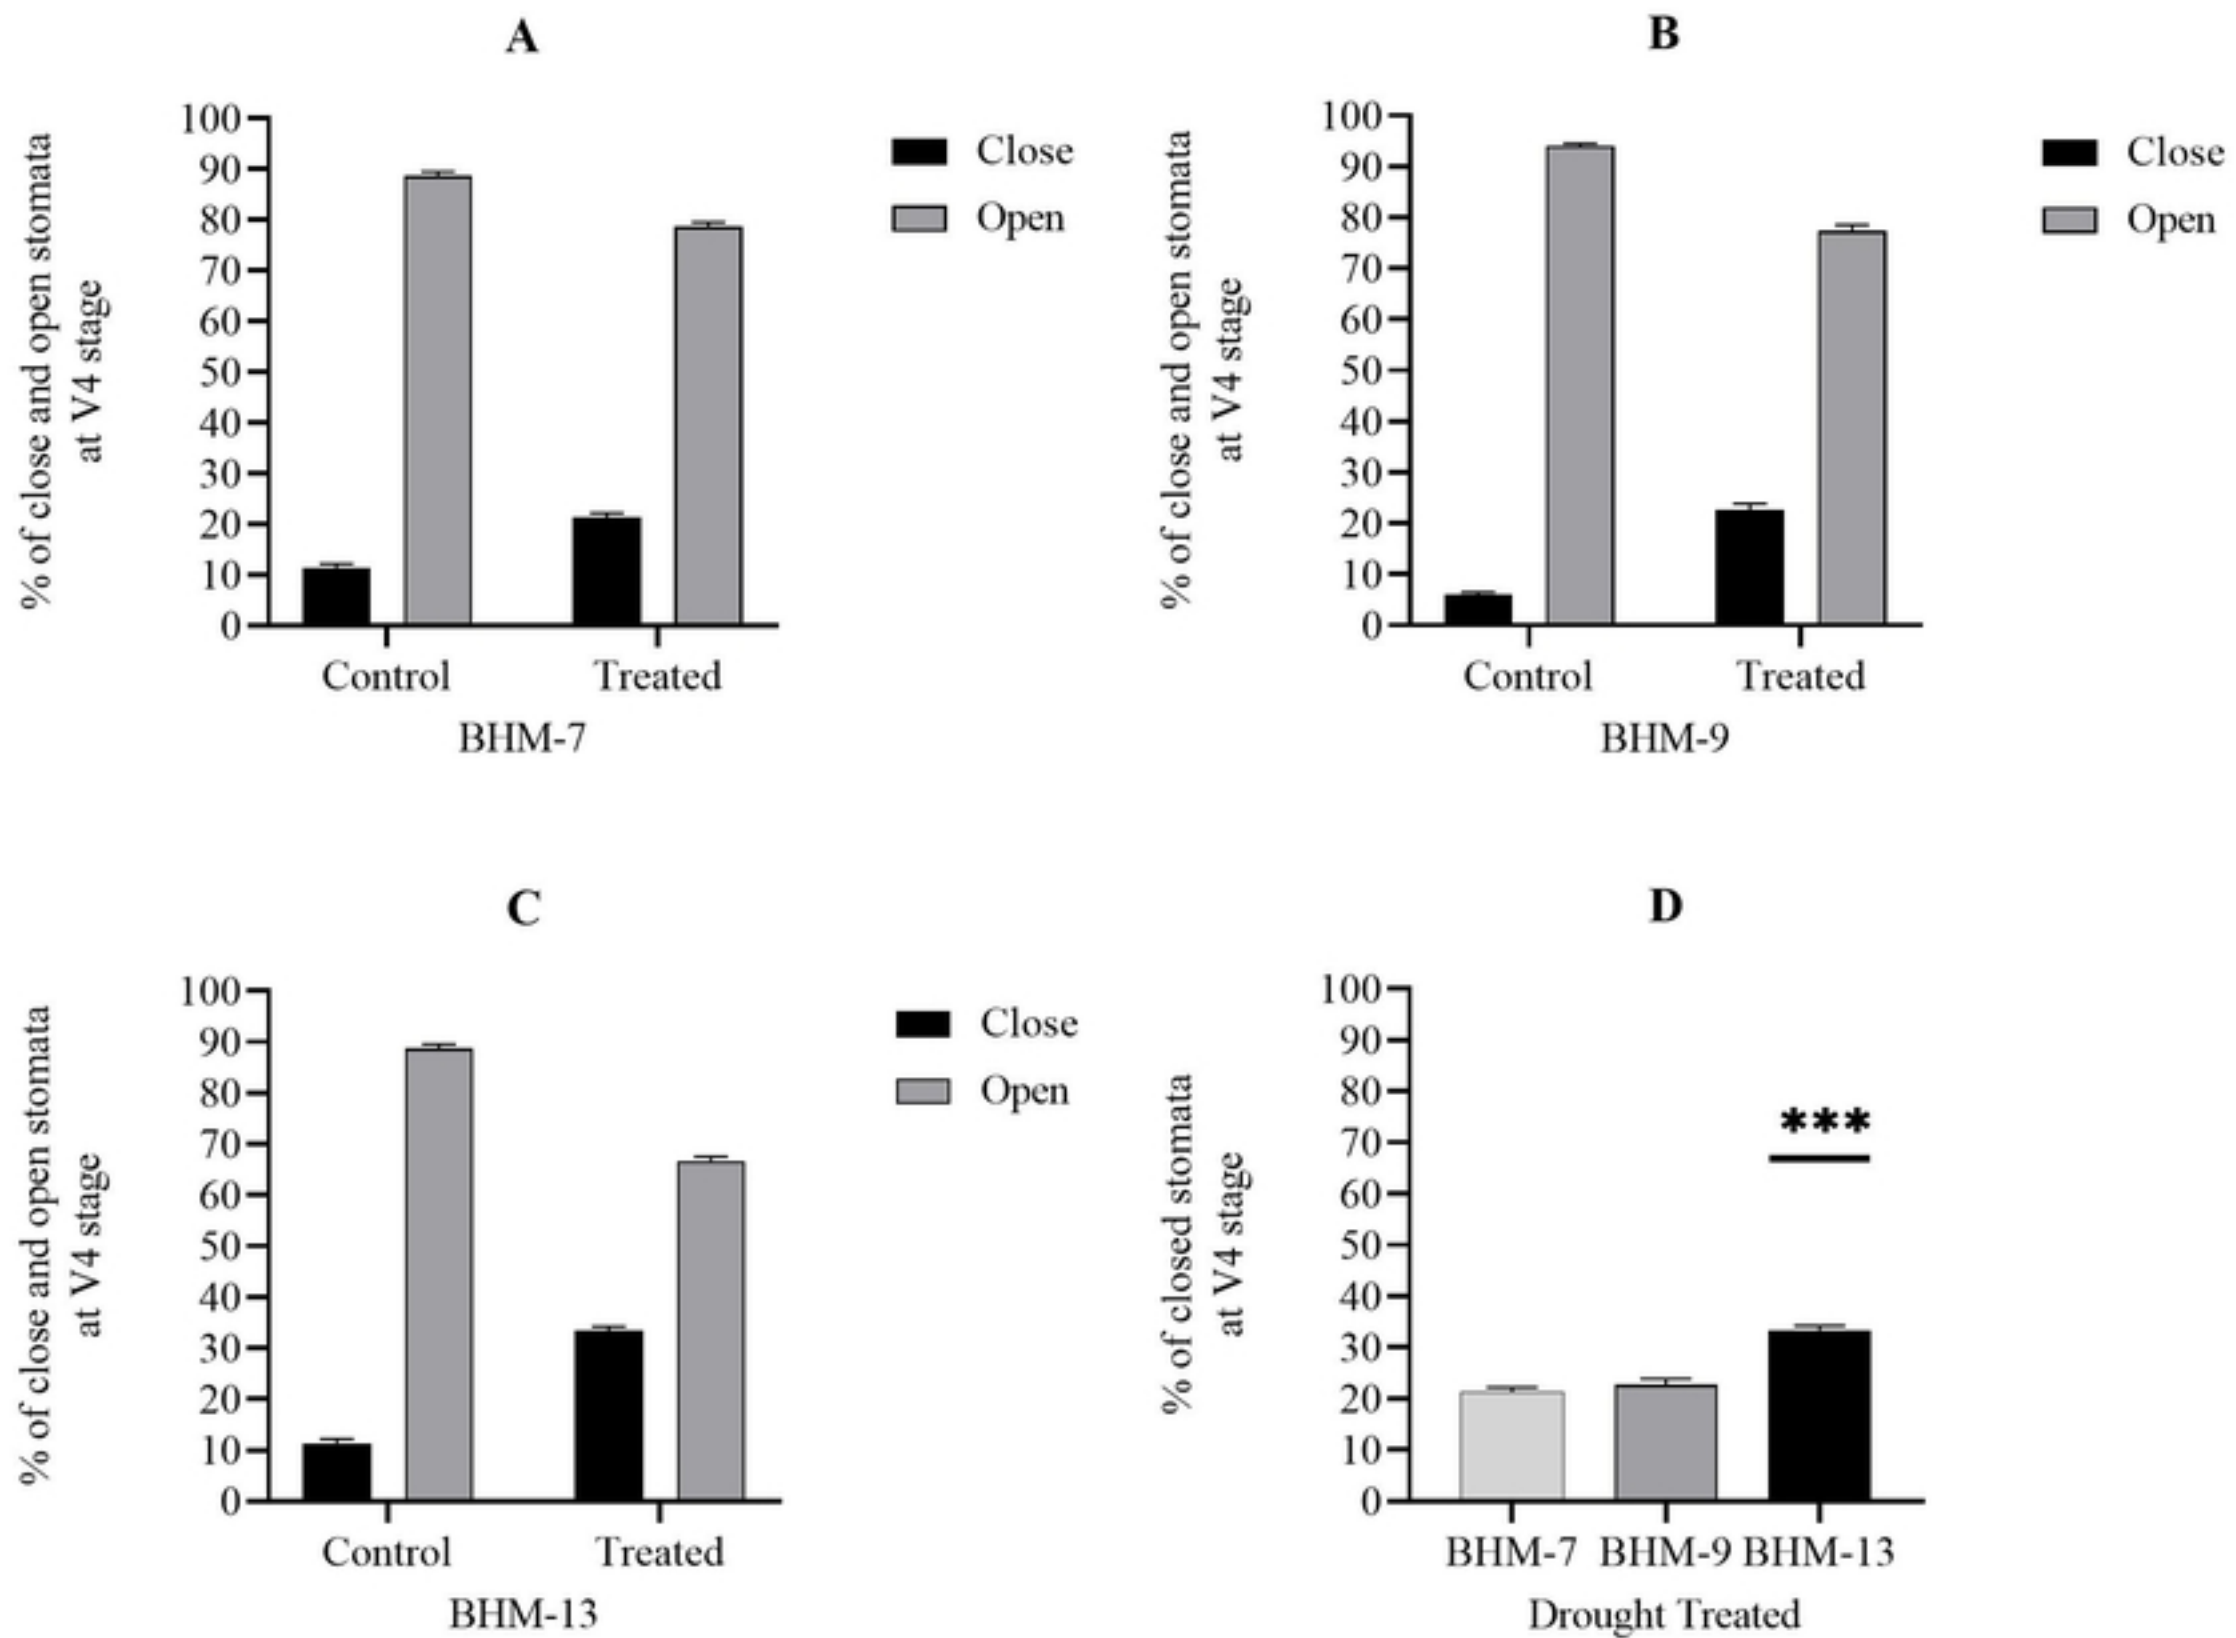 A
% of close and open stomata
at V4 stage
100
90
80
70
60
50
40
30
20
10
0
Control Treated
BHM-7
Close
Open
B
% of close and open stomata
at V4 stage
100
90
80
70
60
50
40
30
20
10
0
Control Treated
BHM-9
Close
Open
C
% of close and open stomata
at V4 stage
100
90
80
70
60
50
40
30
20
10
0
Control Treated
BHM-13
Close
Open
D
% of closed stomata
at V4 stage
100
90
80
70
60
50
40
30
20
10
0
***
BHM-7 BHM-9 BHM-13
Drought Treated